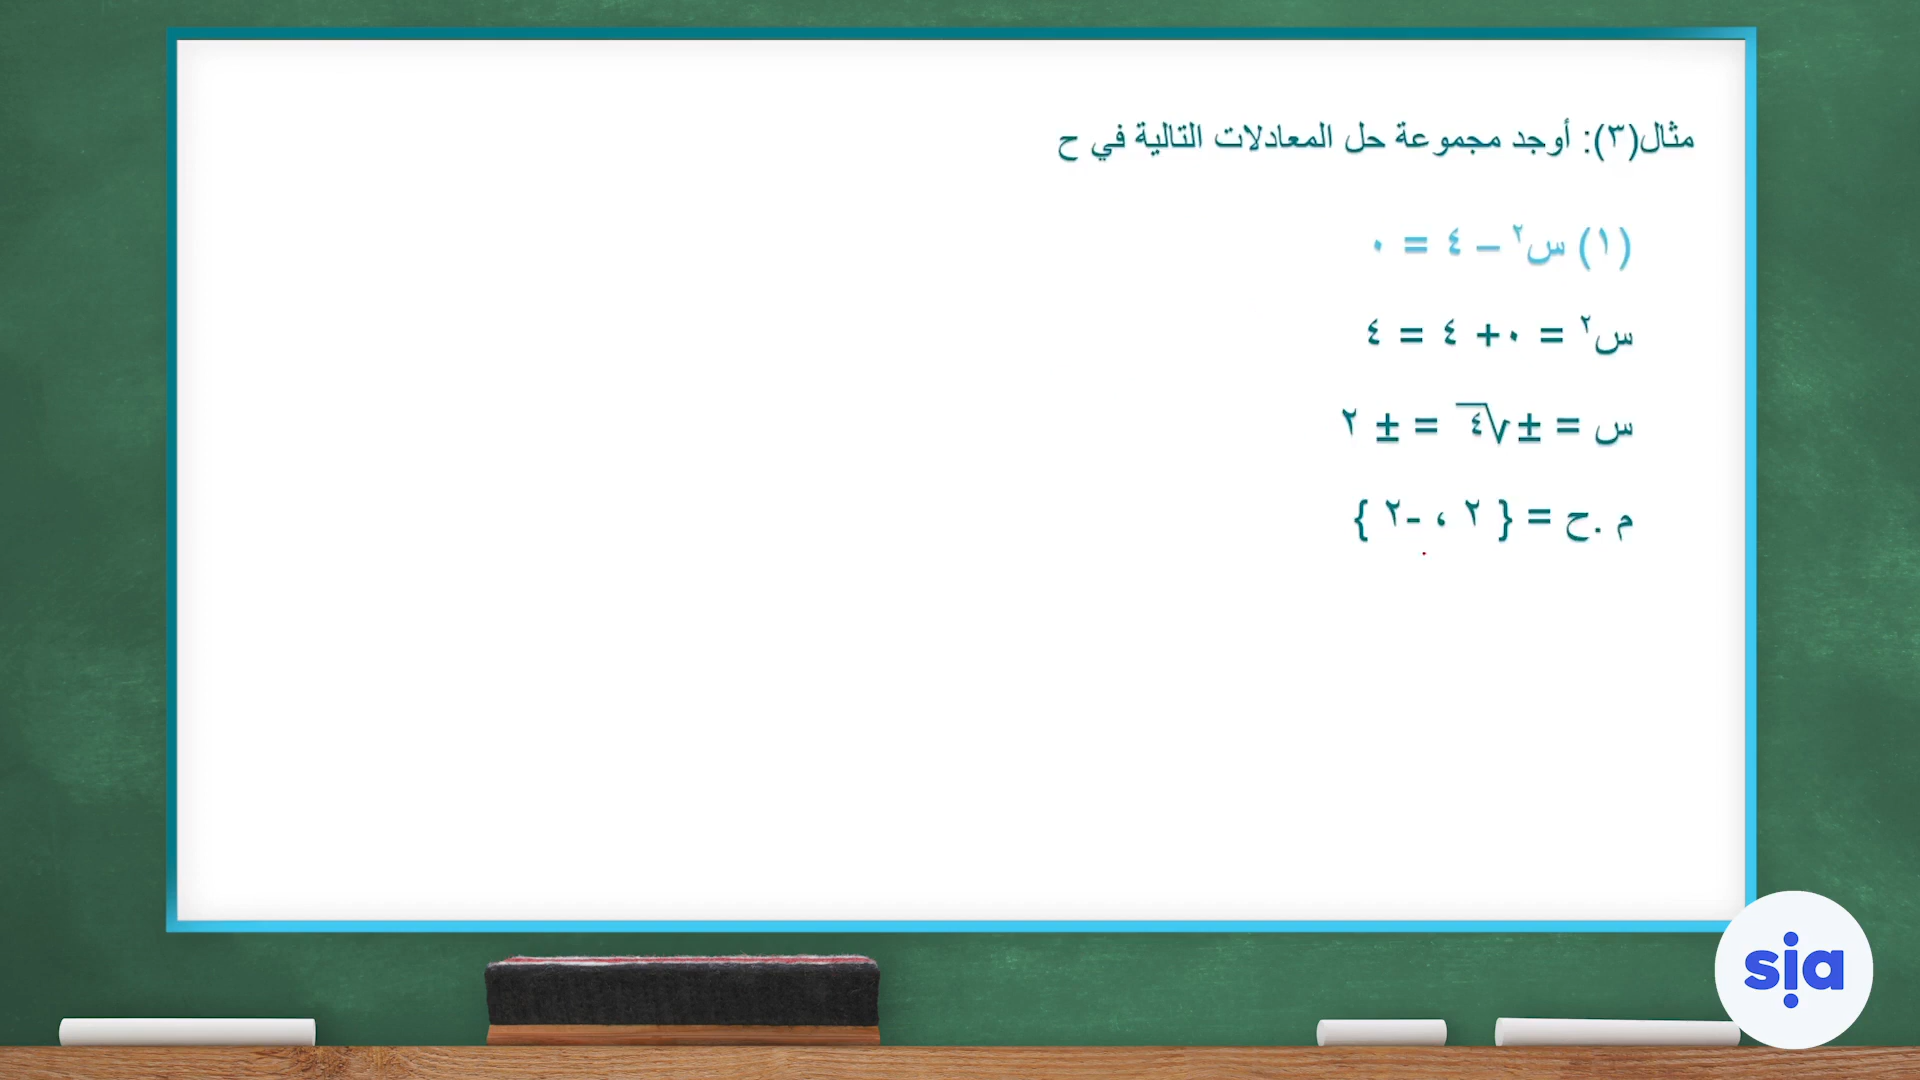 مثال(٣): أوجد مجموعة حل المعادلات التالية في ح
(١) س٢ – ٤ = ٠
س٢ = ٠+ ٤ = ٤
س = ±√٤ = ± ٢
م .ح = { ٢ ، -٢ }
sia